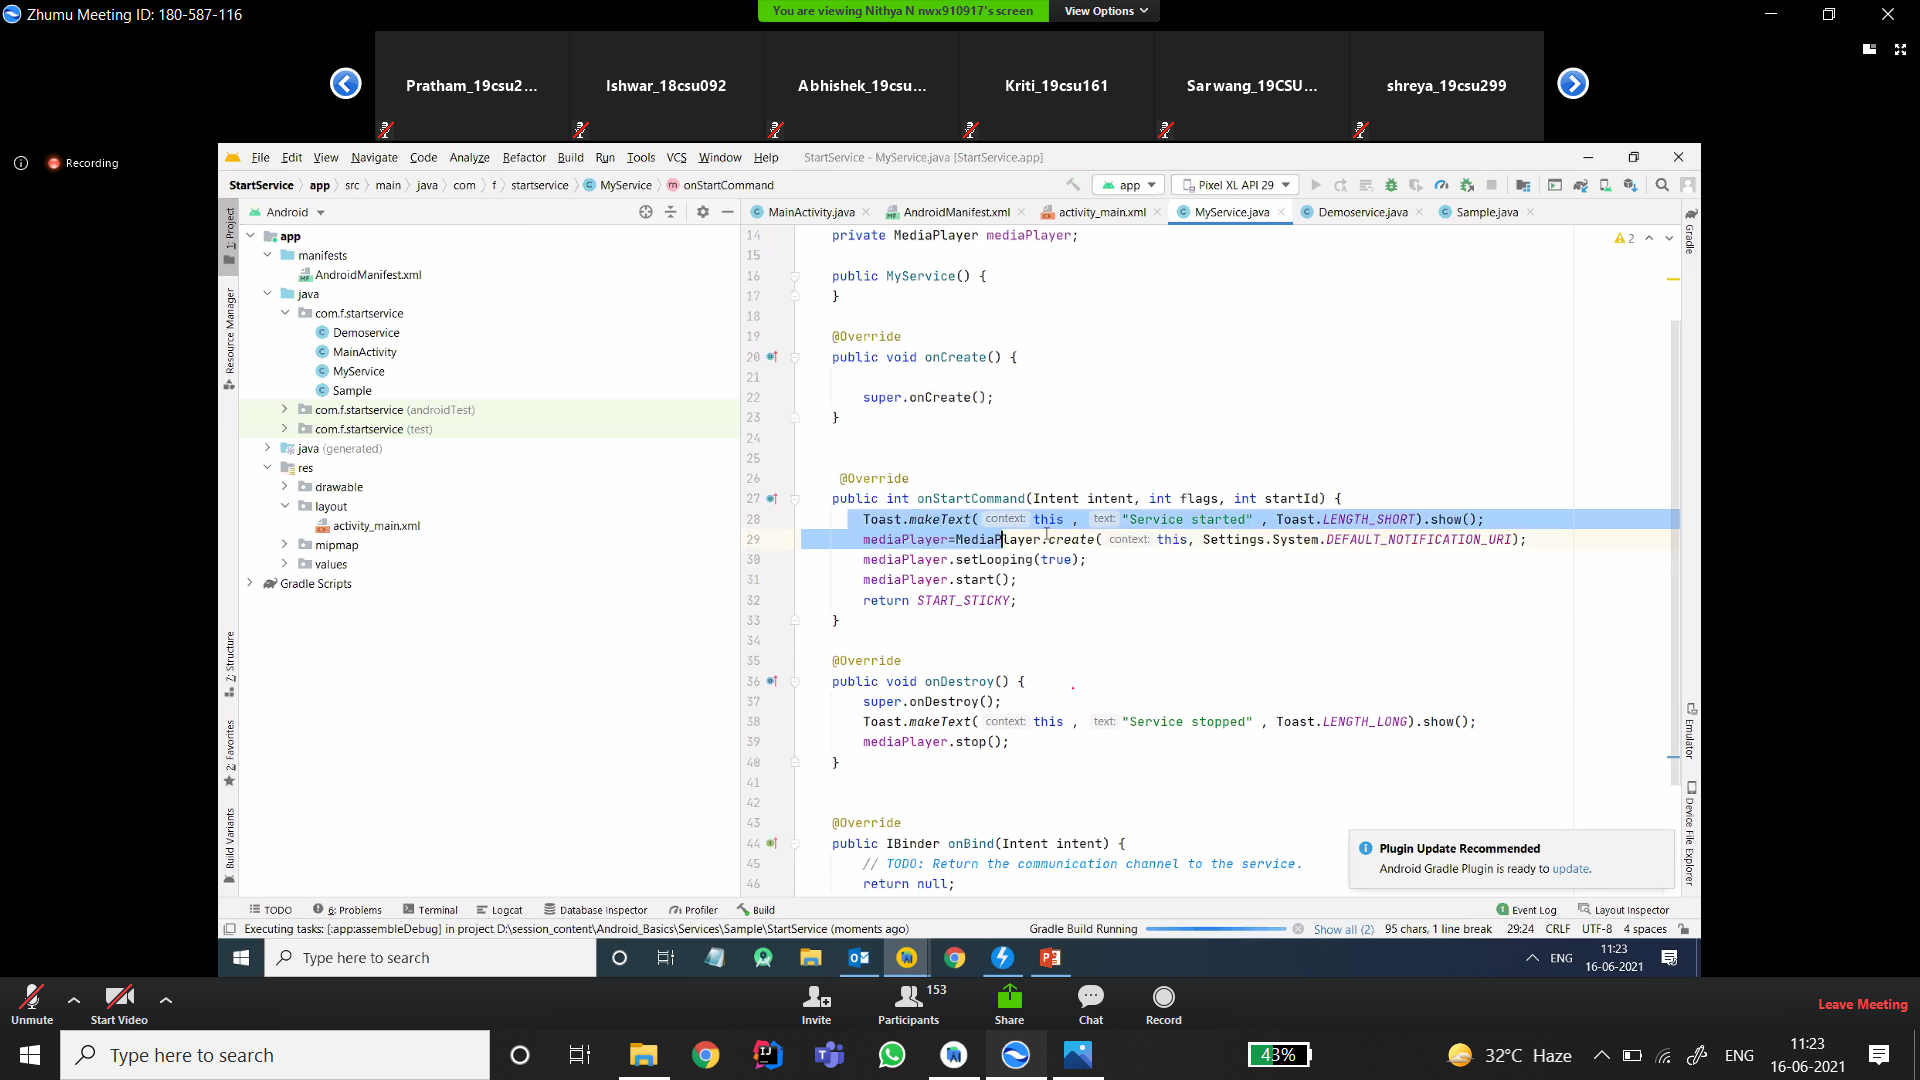 Zhumu Meeting ID: 180-587-116
You are viewing Nithya N nwx910917's screen
View Options
Pratham_19csu2...
Ishwar_18csu092
Abhishek_19csu...
Kriti_19csu161
Sarwang_19CSU...
shreya_19csu299
Recording
File Edit View Navigate Code Analyze Refactor Build Run Tools VCS Window Help StartService - MyService.java [StartService.app]
StartService app src main java com f startservice MyService onStartCommand
app
Pixel XL API 29
1: Project
Android
MainActivity.java
AndroidManifest.xml
activity_main.xml
MyService.java
Demoservice.java
Sample.java
Gradle
app
manifests
AndroidManifest.xml
java
com.f.startservice
Demoservice
MainActivity
MyService
Sample
com.f.startservice (androidTest)
com.f.startservice (test)
java (generated)
res
drawable
layout
activity_main.xml
mipmap
values
Gradle Scripts
Resource Manager
7: Structure
2: Favorites
Build Variants
2
14 private MediaPlayer mediaPlayer;
15
16 public MyService() {
17 }
18
19 @Override
20 public void onCreate() {
21
22 super.onCreate();
23 }
24
25
26 @Override
27 public int onStartCommand(Intent intent, int flags, int startId) {
28 Toast.makeText( context: this , text: "Service started" , Toast.LENGTH_SHORT).show();
29 mediaPlayer=MediaPlayer.create( context: this, Settings.System.DEFAULT_NOTIFICATION_URI);
30 mediaPlayer.setLooping(true);
31 mediaPlayer.start();
32 return START_STICKY;
33 }
34
35 @Override
36 public void onDestroy() {
37 super.onDestroy();
38 Toast.makeText( context: this , text: "Service stopped" , Toast.LENGTH_LONG).show();
39 mediaPlayer.stop();
40 }
41
42
43 @Override
44 public IBinder onBind(Intent intent) {
45 // TODO: Return the communication channel to the service.
46 return null;
Emulator
Device File Explorer
Plugin Update Recommended
Android Gradle Plugin is ready to update.
TODO 6: Problems Terminal Logcat Database Inspector Profiler Build
1 Event Log Layout Inspector
Executing tasks: [:app:assembleDebug] in project D:\session_content\Android_Basics\Services\Sample\StartService (moments ago)
Gradle Build Running Show all (2) 95 chars, 1 line break 29:24 CRLF UTF-8 4 spaces
Type here to search
ENG
11:23
16-06-2021
Unmute
Start Video
Invite
Participants
153
Share
Chat
Record
Leave Meeting
Type here to search
43%
32°C Haze
ENG
11:23
16-06-2021